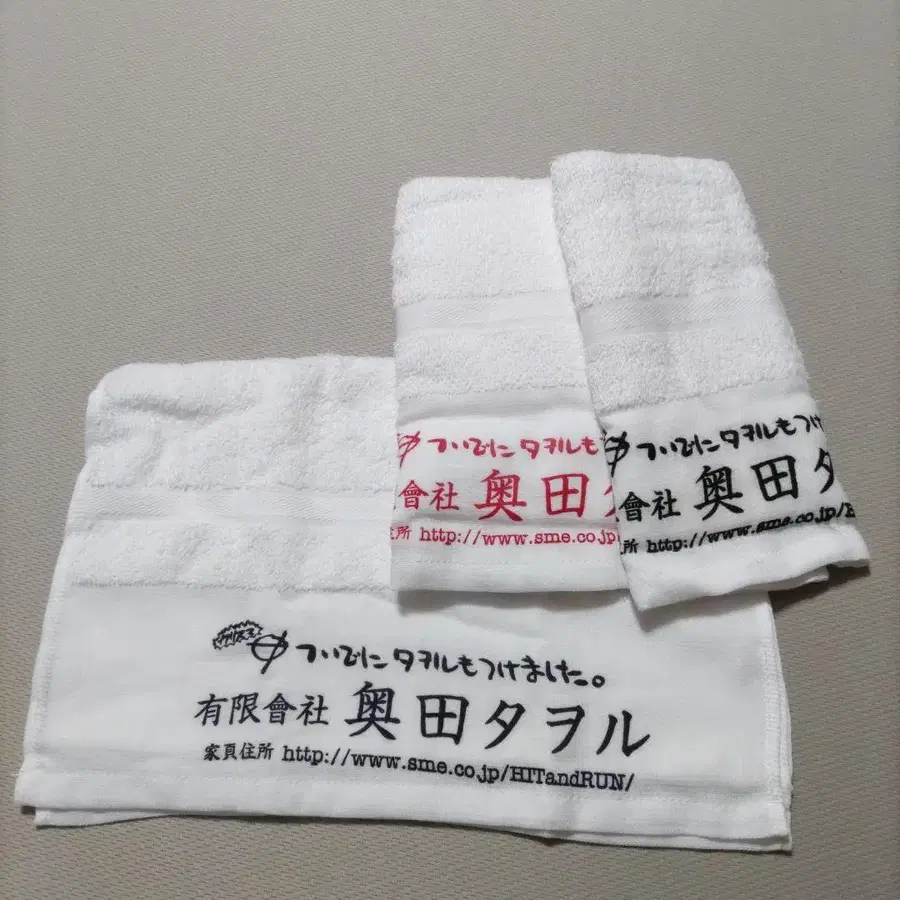 ついでにタヲルも
會社 奥田
所 http://www.sme.co.jp
ついでにタヲルもつけ
會社 奥田タヲ
所 http://www.sme.co.jp/
ついでにタヲルもつけました。
有限會社 奥田タヲル
家頁住所 http://www.sme.co.jp/HITandRUN/